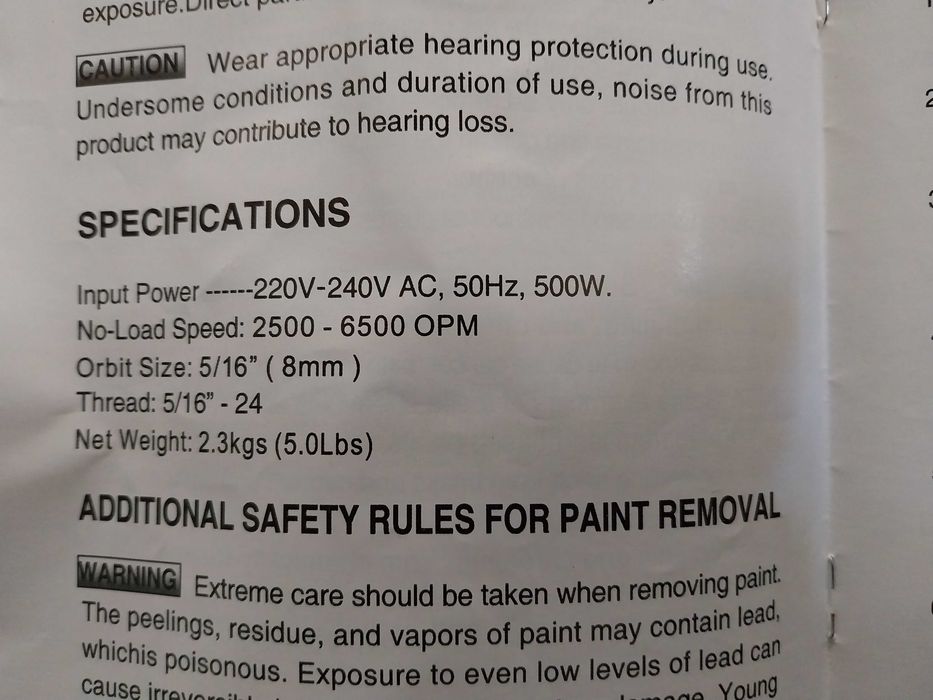 exposure.Direct
CAUTION Wear appropriate hearing protection during use.
Undersome conditions and duration of use, noise from this
product may contribute to hearing loss.
SPECIFICATIONS
Input Power ------220V-240V AC, 50Hz, 500W.
No-Load Speed: 2500 - 6500 OPM
Orbit Size: 5/16” ( 8mm )
Thread: 5/16” - 24
Net Weight: 2.3kgs (5.0Lbs)
ADDITIONAL SAFETY RULES FOR PAINT REMOVAL
WARNING Extreme care should be taken when removing paint.
The peelings, residue, and vapors of paint may contain lead,
whichis poisonous. Exposure to even low levels of lead can
cause Young